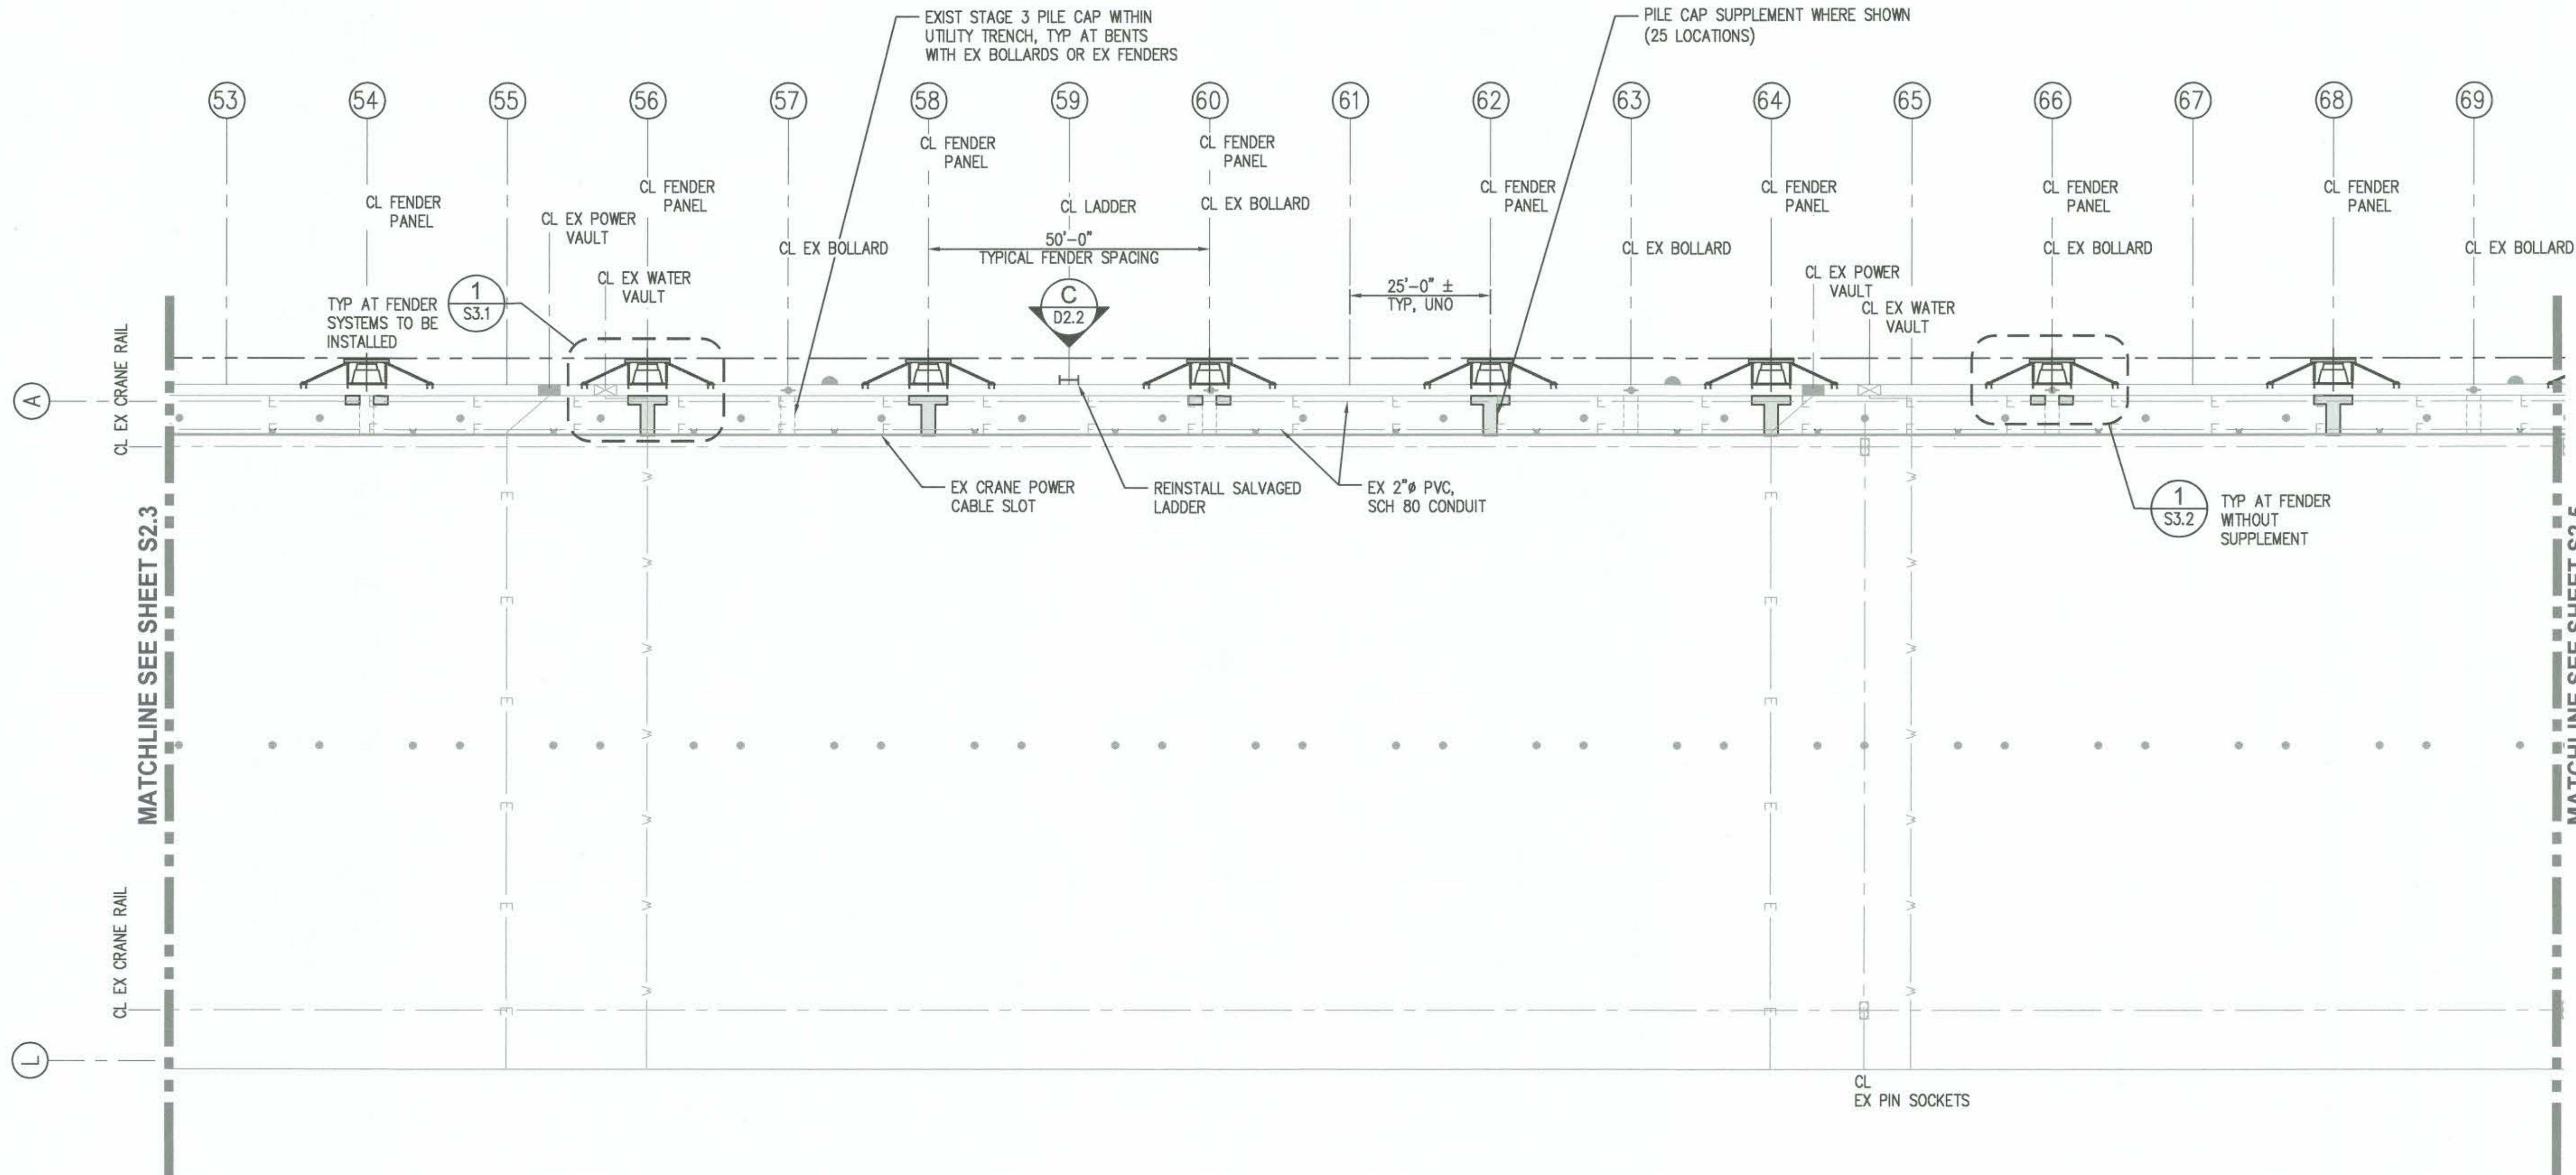 EXIST STAGE 3 PILE CAP WITHIN
UTILITY TRENCH, TYP AT BENTS
WITH EX BOLLARDS OR EX FENDERS
PILE CAP SUPPLEMENT WHERE SHOWN
(25 LOCATIONS)
53
54
55
56
57
58
59
60
61
62
63
64
65
66
67
68
69
CL FENDER
PANEL
CL EX POWER
VAULT
CL FENDER
PANEL
CL EX WATER
VAULT
CL EX BOLLARD
CL FENDER
PANEL
CL LADDER
CL FENDER
PANEL
CL EX BOLLARD
50'-0"
TYPICAL FENDER SPACING
25'-0" ±
TYP, UNO
CL FENDER
PANEL
CL EX BOLLARD
CL FENDER
PANEL
CL EX POWER
VAULT
CL EX WATER
VAULT
CL FENDER
PANEL
CL EX BOLLARD
CL FENDER
PANEL
CL EX BOLLARD
TYP AT FENDER
SYSTEMS TO BE
INSTALLED
1
S3.1
C
D2.2
A
CL EX CRANE RAIL
EX CRANE POWER
CABLE SLOT
REINSTALL SALVAGED
LADDER
EX 2"ø PVC,
SCH 80 CONDUIT
1
S3.2
TYP AT FENDER
WITHOUT
SUPPLEMENT
MATCHLINE SEE SHEET S2.3
MATCHLINE SEE SHEET S2.5
CL EX CRANE RAIL
L
CL
EX PIN SOCKETS